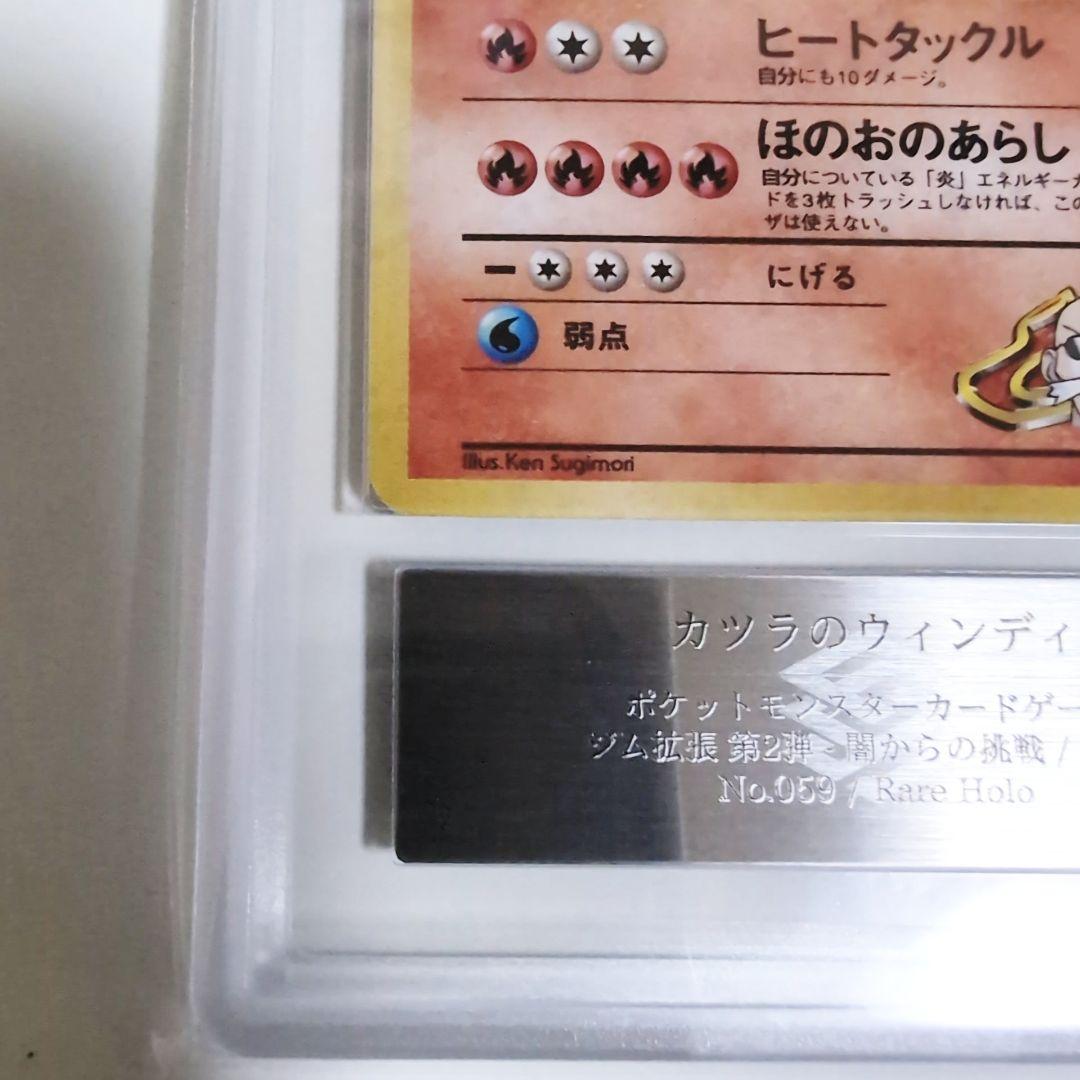 ヒートタックル
自分にも10ダメージ。
ほのおのあらし
自分についている「炎」エネルギーカ
ドを3枚トラッシュしなければ、この
ザは使えない。
にげる
弱点
Illus. Ken Sugimori
カツラのウィンディ
ポケットモンスターカードゲー
ジム拡張 第2弾 - 闇からの挑戦 /
No.059 / Rare Holo